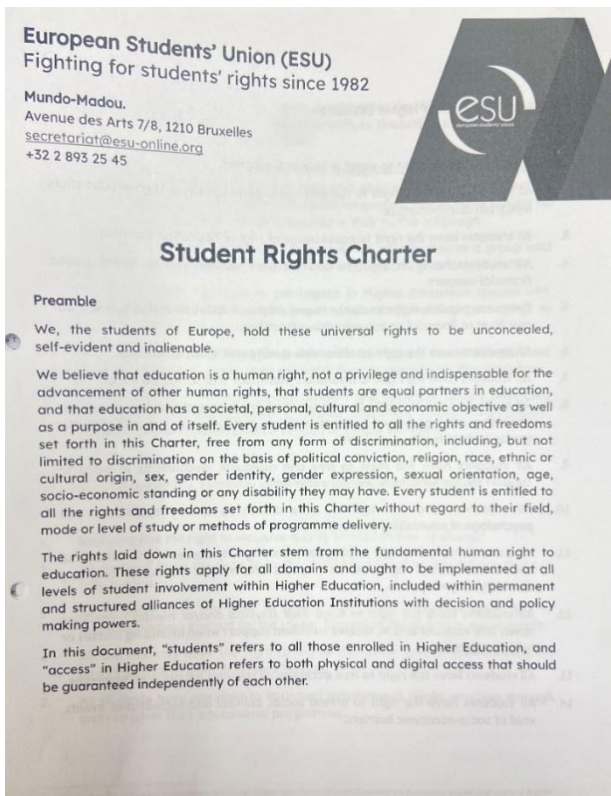 European Students' Union (ESU)
Fighting for students' rights since 1982
Mundo-Madou.
Avenue des Arts 7/8, 1210 Bruxelles
secretariat@esu-online.org
+32 2 893 25 45
esu
european students' union
Student Rights Charter
Preamble
We, the students of Europe, hold these universal rights to be unconcealed,
self-evident and inalienable.
We believe that education is a human right, not a privilege and indispensable for the
advancement of other human rights, that students are equal partners in education,
and that education has a societal, personal, cultural and economic objective as well
as a purpose in and of itself. Every student is entitled to all the rights and freedoms
set forth in this Charter, free from any form of discrimination, including, but not
limited to discrimination on the basis of political conviction, religion, race, ethnic or
cultural origin, sex, gender identity, gender expression, sexual orientation, age,
socio-economic standing or any disability they may have. Every student is entitled to
all the rights and freedoms set forth in this Charter without regard to their field,
mode or level of study or methods of programme delivery.
The rights laid down in this Charter stem from the fundamental human right to
education. These rights apply for all domains and ought to be implemented at all
levels of student involvement within Higher Education, included within permanent
and structured alliances of Higher Education Institutions with decision and policy
making powers.
In this document, "students" refers to all those enrolled in Higher Education, and
"access" in Higher Education refers to both physical and digital access that should
be guaranteed independently of each other.